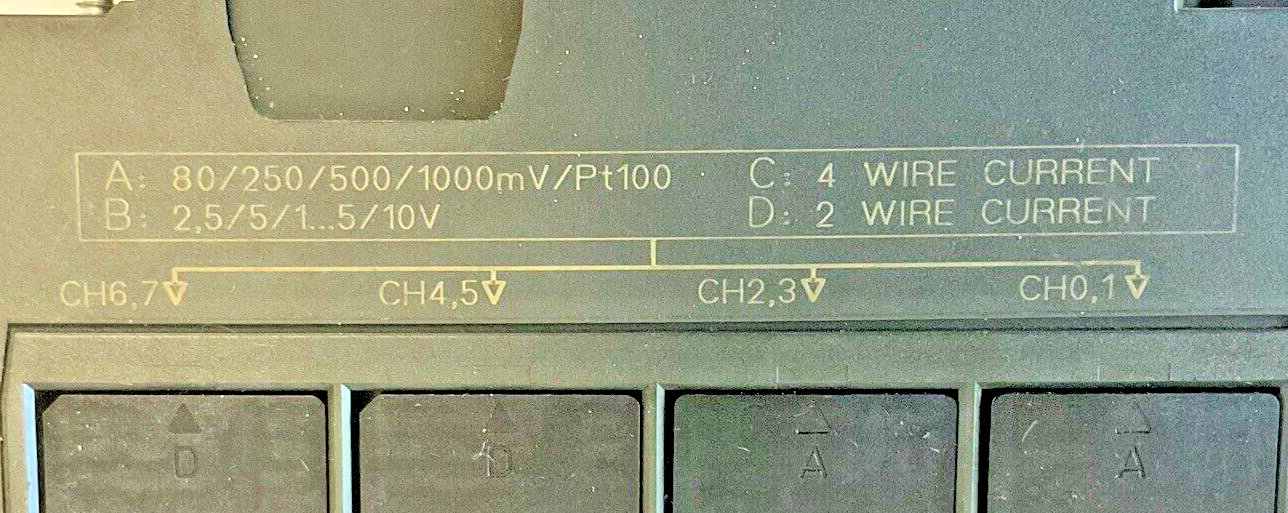 A: 80/250/500/1000mV/Pt100 C: 4 WIRE CURRENT
B: 2,5/5/1...5/10V D: 2 WIRE CURRENT
CH6,7 CH4,5 CH2,3 CH0,1
D D A A